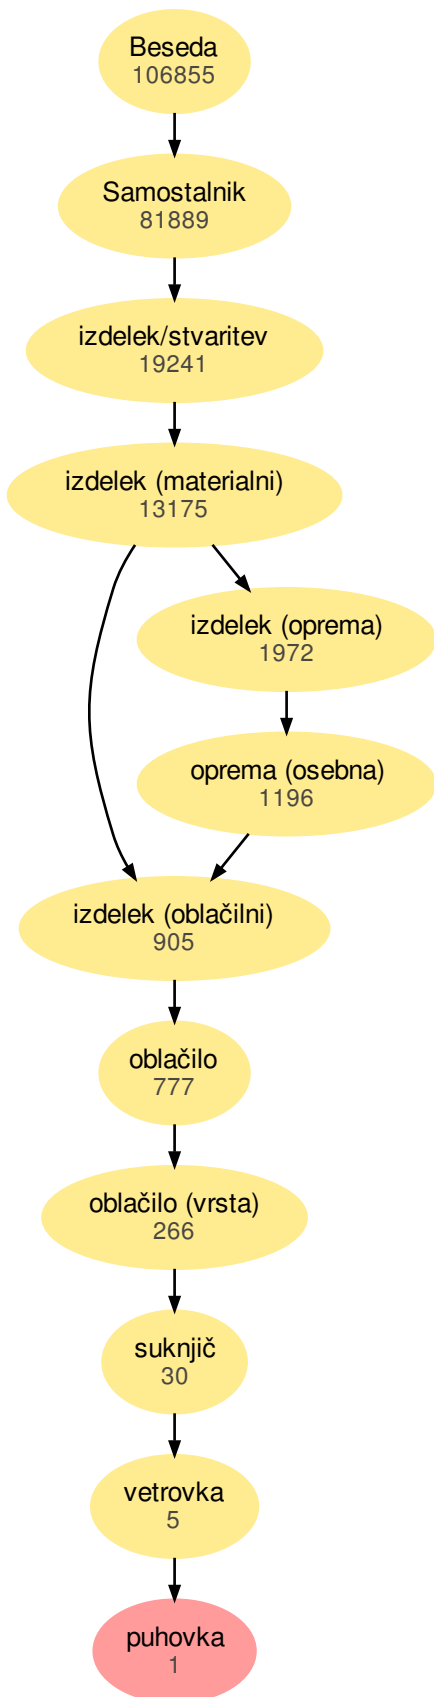 Beseda
106855
Samostalnik
81889
izdelek/stvaritev
19241
izdelek (materialni)
13175
izdelek (oprema)
1972
oprema (osebna)
1196
izdelek (oblačilni)
905
oblačilo
777
oblačilo (vrsta)
266
suknjič
30
vetrovka
5
puhovka
1